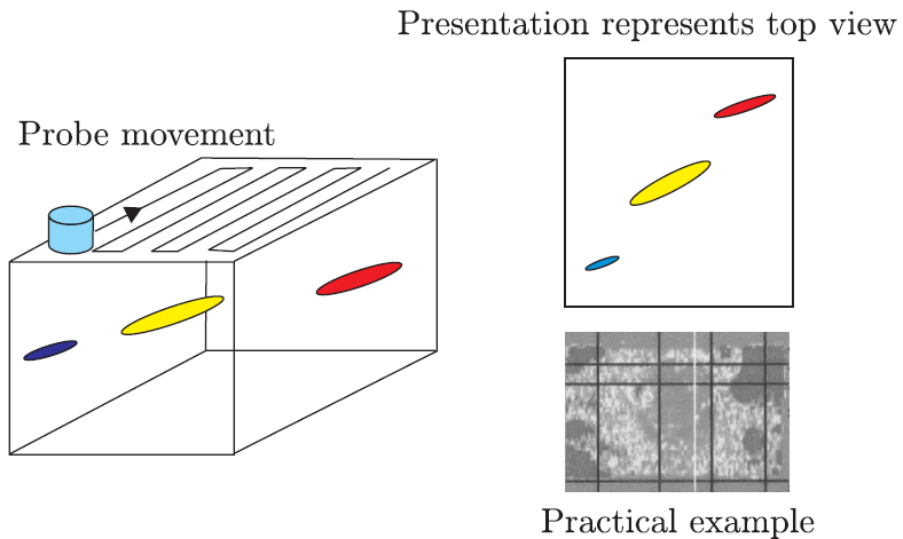 Presentation represents top view
Probe movement
Practical example